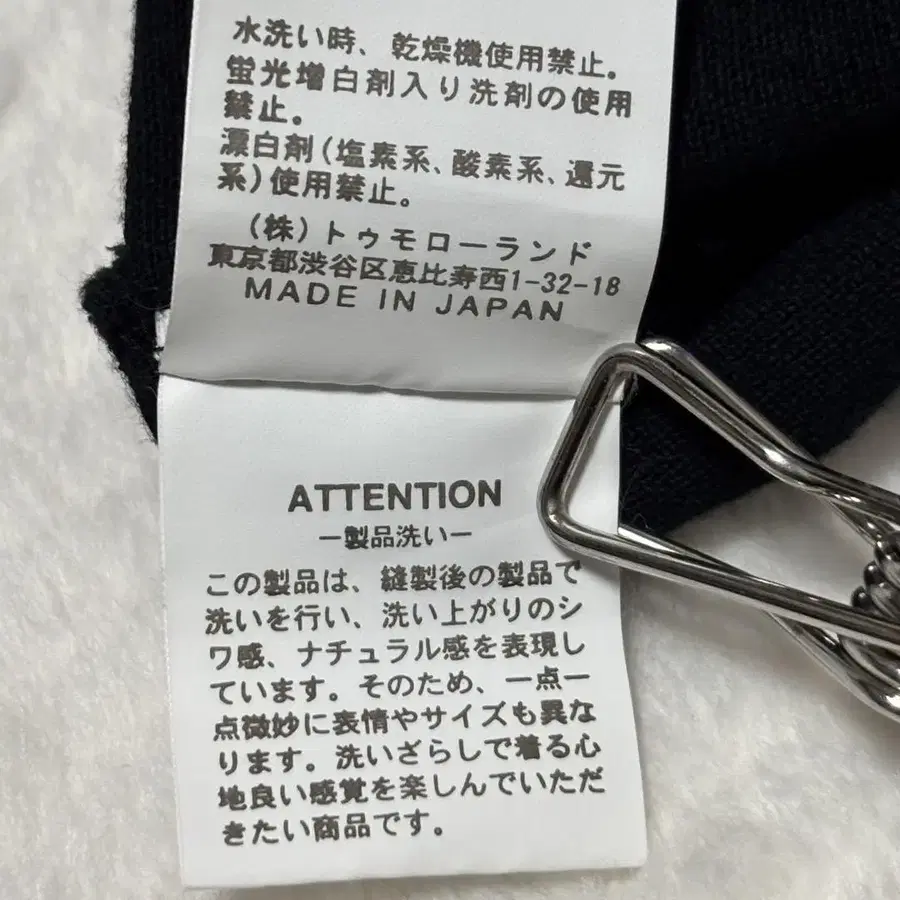 水洗い時、乾燥機使用禁止。
蛍光増白剤入り洗剤の使用
禁止。
漂白剤(塩素系、酸素系、還元
系)使用禁止。
(株)トゥモローランド
東京都渋谷区恵比寿西1-32-18
MADE IN JAPAN
ATTENTION
ー製品洗いー
この製品は、縫製後の製品で
洗いを行い、洗い上がりのシ
ワ感、ナチュラル感を表現し
ています。そのため、一点一
点微妙に表情やサイズも異な
ります。洗いざらしで着る心
地良い感覚を楽しんでいただ
きたい商品です。